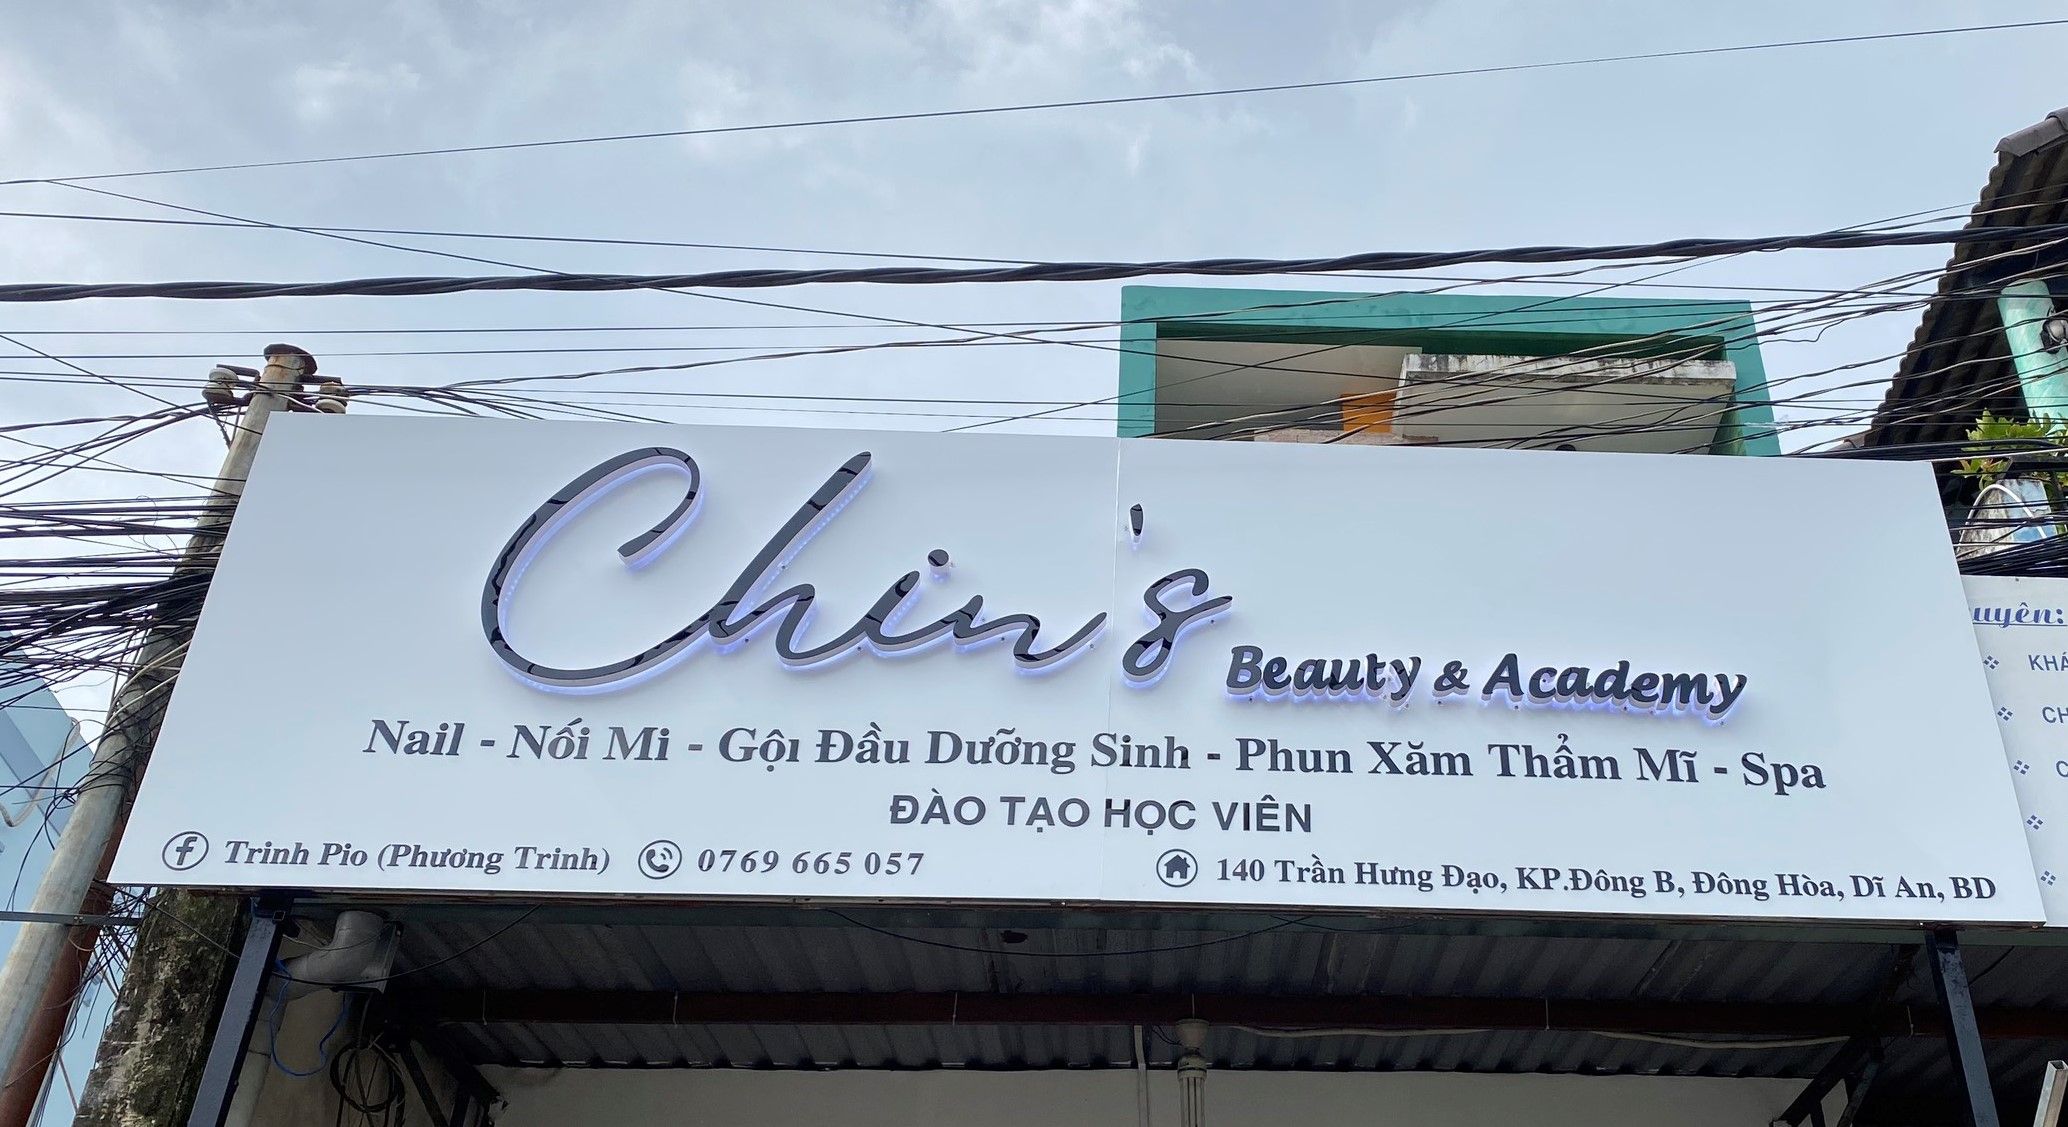 Chin's
Beauty & Academy
Nail - Nối Mi - Gội Đầu Dưỡng Sinh - Phun Xăm Thẩm Mĩ - Spa
ĐÀO TẠO HỌC VIÊN
Trinh Pio (Phương Trinh) 0769 665 057
140 Trần Hưng Đạo, KP.Đông B, Đông Hòa, Dĩ An, BD